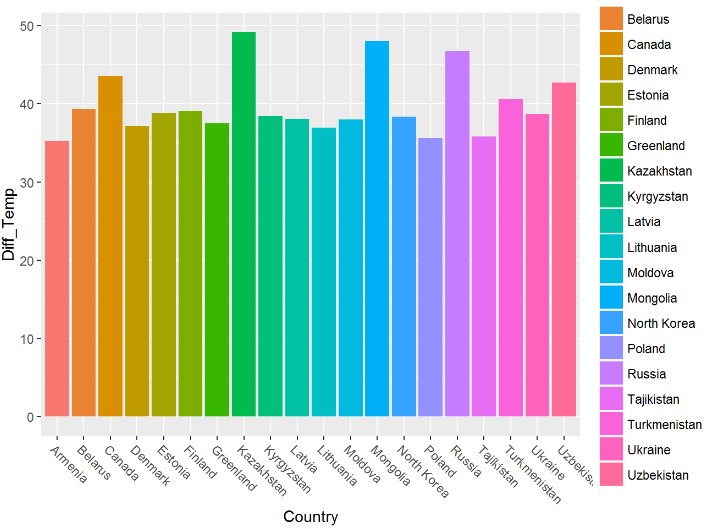 Diff_Temp
50
40
30
20
10
0
Armenia
Belarus
Canada
Denmark
Estonia
Finland
Greenland
Kazakhstan
Kyrgyzstan
Latvia
Lithuania
Moldova
Mongolia
North Korea
Poland
Russia
Tajikistan
Turkmenistan
Ukraine
Uzbekis
Country
Belarus
Canada
Denmark
Estonia
Finland
Greenland
Kazakhstan
Kyrgyzstan
Latvia
Lithuania
Moldova
Mongolia
North Korea
Poland
Russia
Tajikistan
Turkmenistan
Ukraine
Uzbekistan